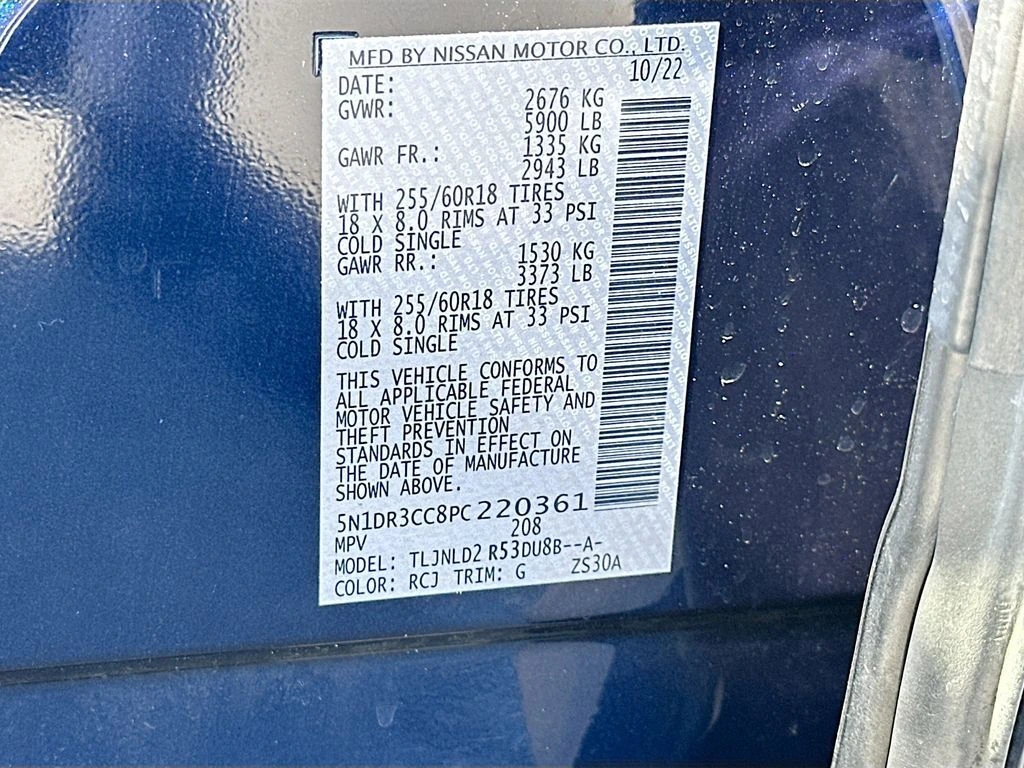 MFD BY NISSAN MOTOR CO., LTD.
DATE: 10/22
GVWR: 2676 KG
5900 LB
GAWR FR.: 1335 KG
2943 LB
WITH 255/60R18 TIRES
18 X 8.0 RIMS AT 33 PSI
COLD SINGLE
GAWR RR.: 1530 KG
3373 LB
WITH 255/60R18 TIRES
18 X 8.0 RIMS AT 33 PSI
COLD SINGLE
THIS VEHICLE CONFORMS TO
ALL APPLICABLE FEDERAL
MOTOR VEHICLE SAFETY AND
THEFT PREVENTION
STANDARDS IN EFFECT ON
THE DATE OF MANUFACTURE
SHOWN ABOVE.
5N1DR3CC8PC220361
MPV 208
MODEL: TLJNLD2 R53DU8B--A-
COLOR: RCJ TRIM: G ZS30A